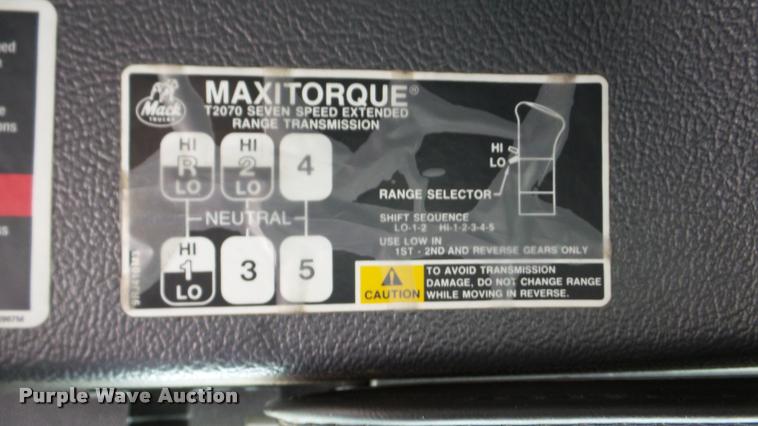 Mack
TRUCKS
MAXITORQUE®
T2070 SEVEN SPEED EXTENDED
RANGE TRANSMISSION
HI HI
R 2 4
LO LO
NEUTRAL
HI
1 3 5
LO
HI
LO
RANGE SELECTOR
SHIFT SEQUENCE
LO-1-2 HI-1-2-3-4-5
USE LOW IN
1ST - 2ND AND REVERSE GEARS ONLY
CAUTION
TO AVOID TRANSMISSION
DAMAGE, DO NOT CHANGE RANGE
WHILE MOVING IN REVERSE.
Purple Wave Auction